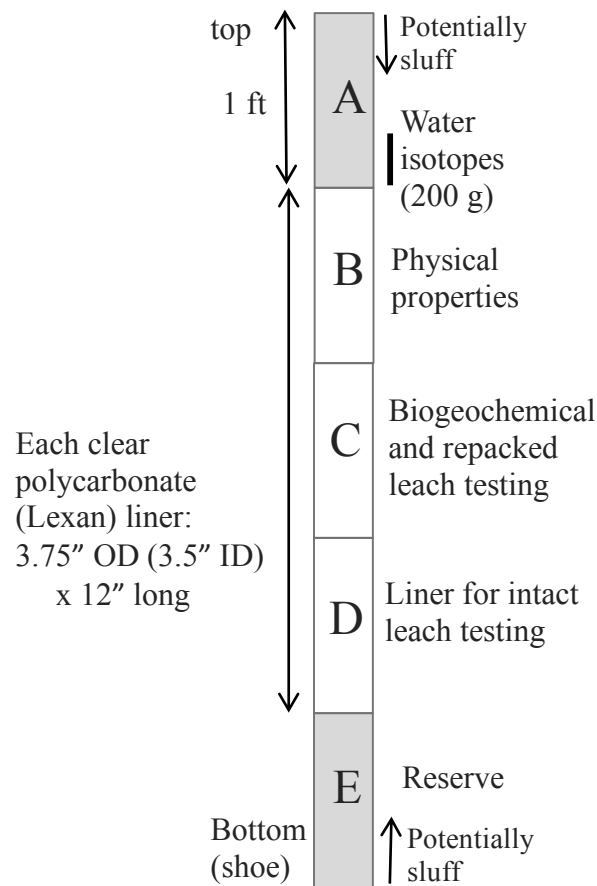 top
1 ft
A
Potentially
sluff
Water
isotopes
(200 g)
B
Physical
properties
C
Biogeochemical
and repacked
leach testing
Each clear
polycarbonate
(Lexan) liner:
3.75″ OD (3.5″ ID)
x 12″ long
D
Liner for intact
leach testing
E
Reserve
Bottom
(shoe)
Potentially
sluff